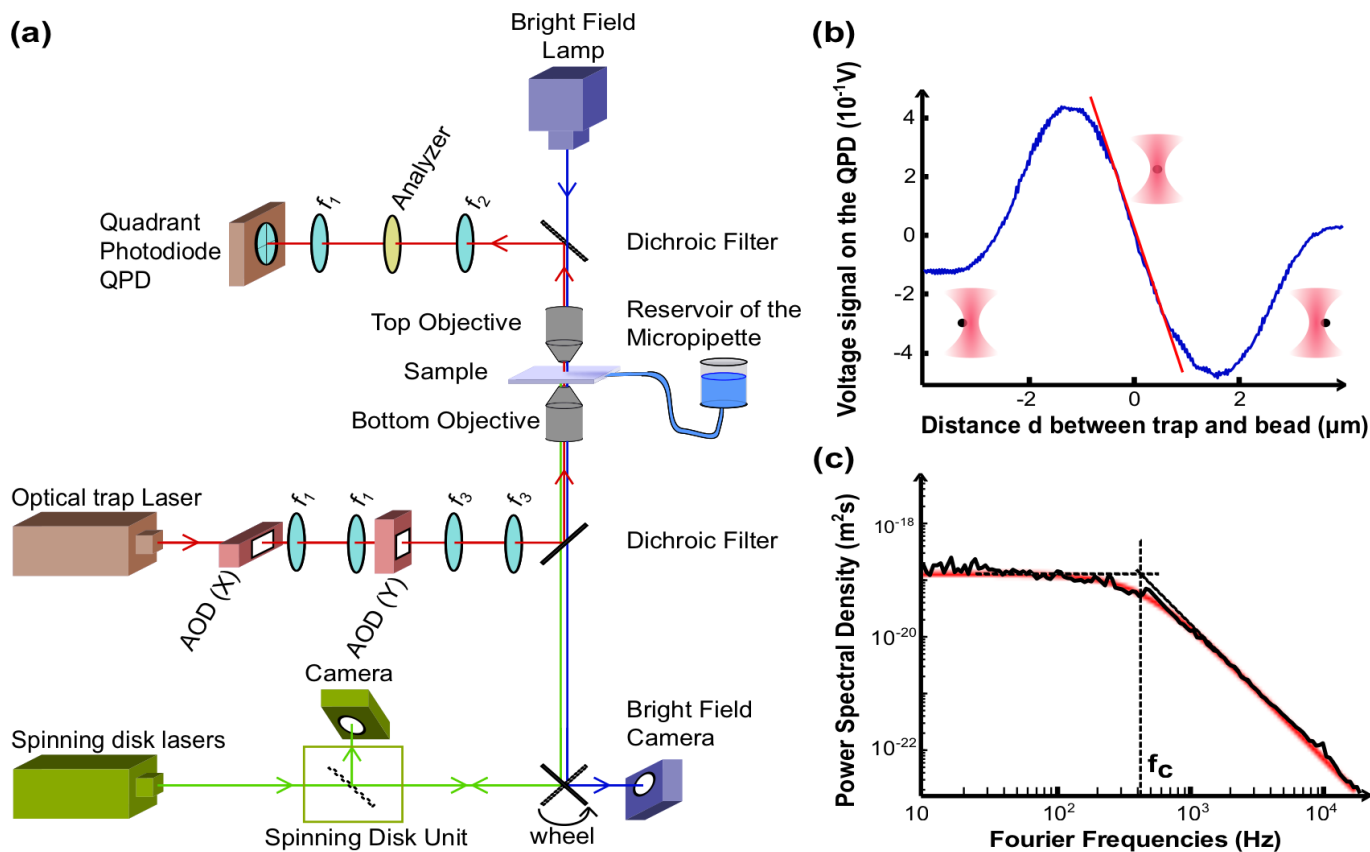 (a)
Bright Field
Lamp
Quadrant
Photodiode
QPD
f₁
Analyzer
f₂
Dichroic Filter
Top Objective
Reservoir of the
Micropipette
Sample
Bottom Objective
Optical trap Laser
AOD (X)
f₁
f₁
AOD (Y)
f₃
f₃
Dichroic Filter
Camera
Spinning disk lasers
Spinning Disk Unit
Bright Field
Camera
wheel
(b)
Voltage signal on the QPD (10⁻¹V)
4
2
0
-2
-4
-2 0 2
Distance d between trap and bead (µm)
(c)
Power Spectral Density (m²s)
10⁻¹⁸
10⁻²⁰
10⁻²²
fc
10 10² 10³ 10⁴
Fourier Frequencies (Hz)